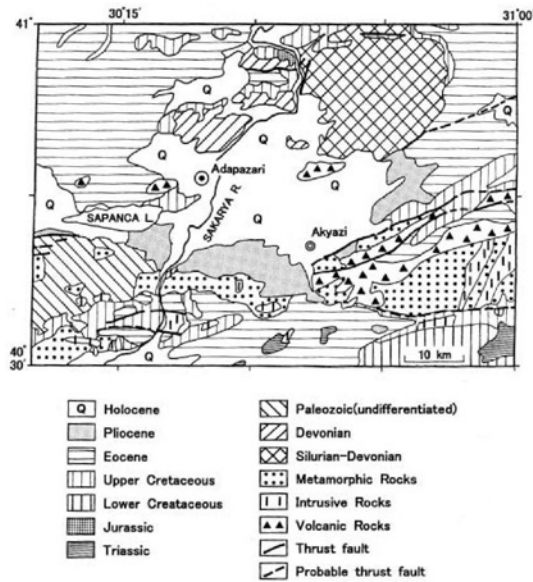 30°15'
31°00
41°
Q
Q
Q
Q
Q
Adapazari
Q
SAPANCA L.
SAKARYA R.
Q
Akyazi
Q
40°
30'
10 km
Q Holocene
Pliocene
Eocene
Upper Cretaceous
Lower Creataceous
Jurassic
Triassic
Paleozoic(undifferentiated)
Devonian
Silurian-Devonian
Metamorphic Rocks
Intrusive Rocks
Volcanic Rocks
Thrust fault
Probable thrust fault